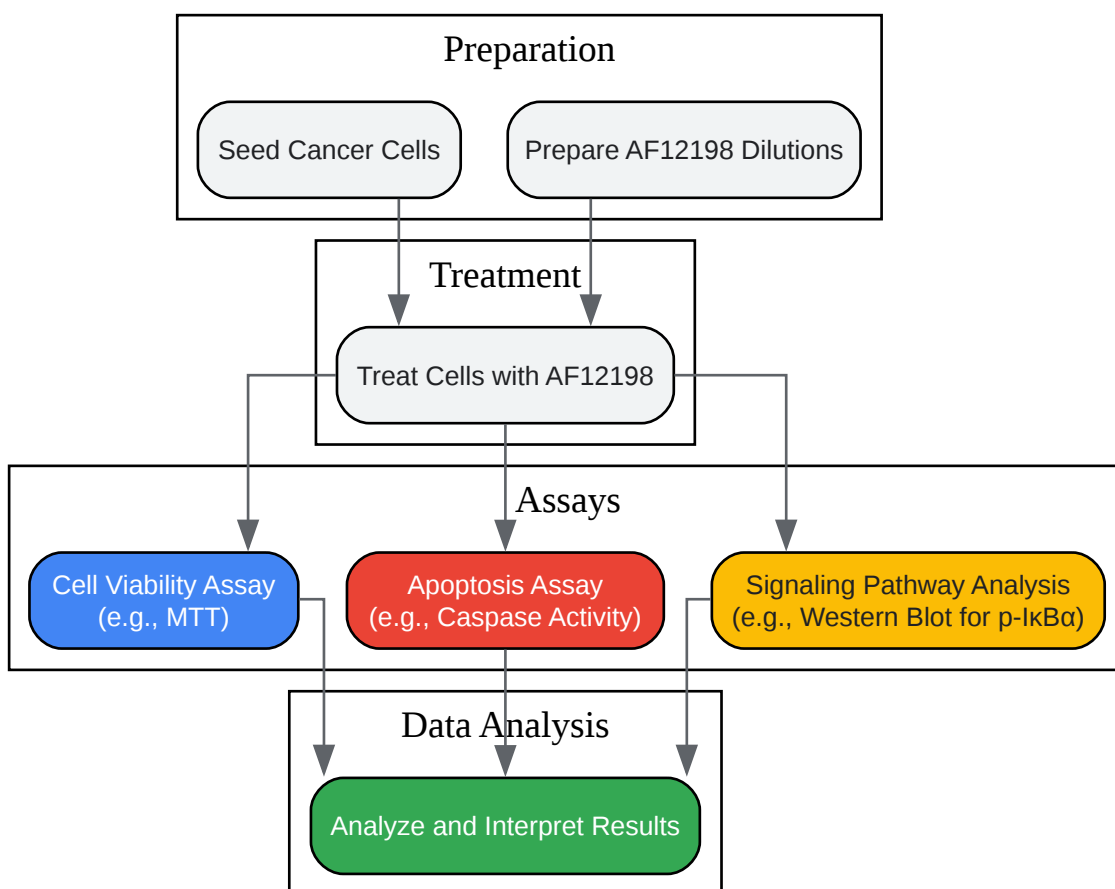 Preparation
Seed Cancer Cells
Prepare AF12198 Dilutions
Treatment
Treat Cells with AF12198
Assays
Cell Viability Assay
(e.g., MTT)
Apoptosis Assay
(e.g., Caspase Activity)
Signaling Pathway Analysis
(e.g., Western Blot for p-IκBα)
Data Analysis
Analyze and Interpret Results